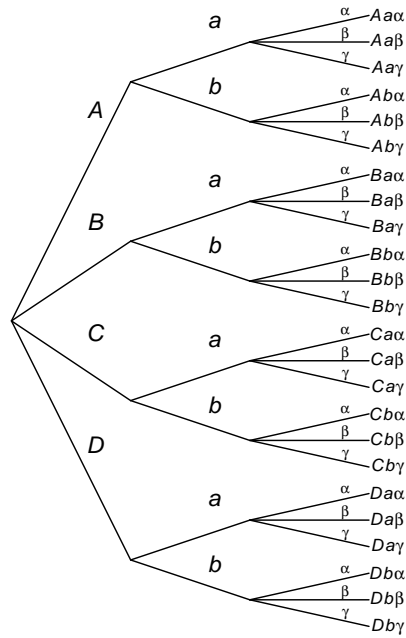 a
α Aaα
β Aaβ
γ Aaγ
A
b
α Abα
β Abβ
γ Abγ
B
a
α Baα
β Baβ
γ Baγ
b
α Bbα
β Bbβ
γ Bbγ
C
a
α Caα
β Caβ
γ Caγ
b
α Cbα
β Cbβ
γ Cbγ
D
a
α Daα
β Daβ
γ Daγ
b
α Dbα
β Dbβ
γ Dbγ